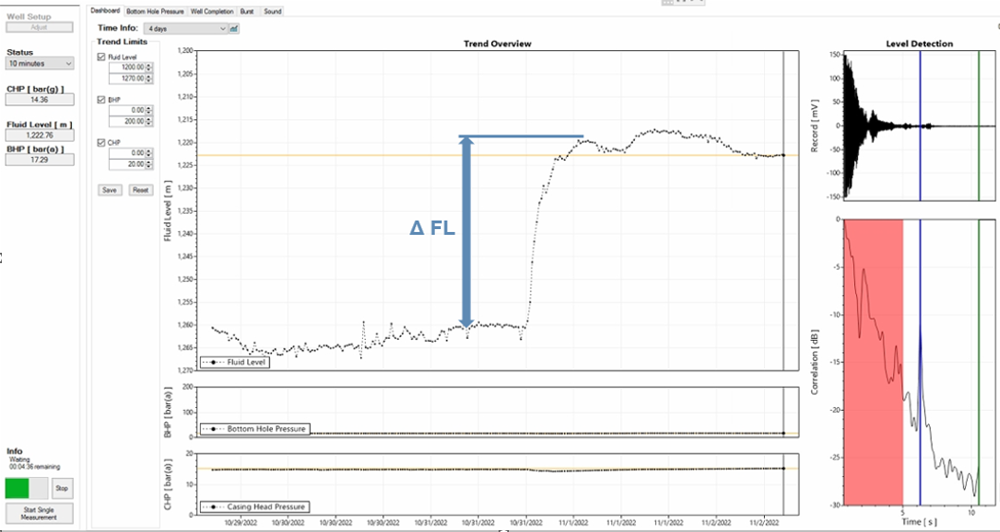 Well Setup
Adjust
Status
10 minutes
CHP [ bar(g) ]
14.36
Fluid Level [ m ]
1,222.76
BHP [ bar(a) ]
17.29
Info
Waiting
00:04:36 remaining
Stop
Start Single
Measurement
Dashboard Bottom Hole Pressure Well Completion Burst Sound
Time Info: 4 days
Trend Limits
Fluid Level
1200.00
1270.00
BHP
0.00
200.00
CHP
0.00
20.00
Save Reset
Trend Overview
Fluid Level [ m ]
1,200
1,205
1,210
1,215
1,220
1,225
1,230
1,235
1,240
1,245
1,250
1,255
1,260
1,265
1,270
Δ FL
Fluid Level
BHP [ bar(a) ]
200
100
0
Bottom Hole Pressure
CHP [ bar(a) ]
20
10
0
Casing Head Pressure
10/29/2022 10/30/2022 10/30/2022 10/30/2022 10/31/2022 10/31/2022 10/31/2022 11/1/2022 11/1/2022 11/1/2022 11/2/2022 11/2/2022
Level Detection
Record [ mV ]
150
100
50
0
-50
-100
-150
Correlation [ dB ]
0
-5
-10
-15
-20
-25
-30
5 10
Time [ s ]